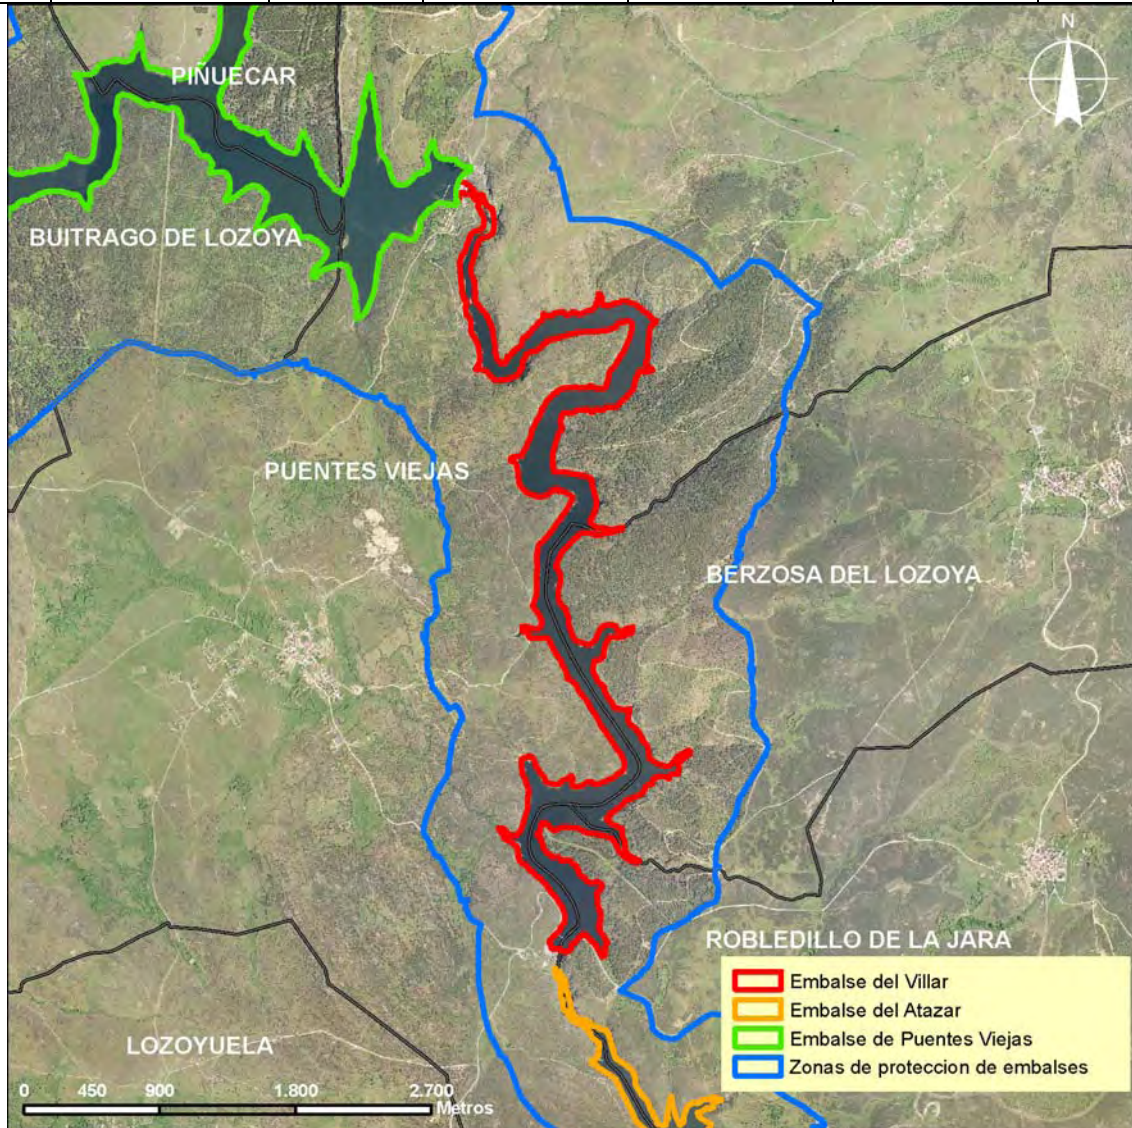 N
PIÑUECAR
BUITRAGO DE LOZOYA
PUENTES VIEJAS
BERZOSA DEL LOZOYA
ROBLEDILLO DE LA JARA
LOZOYUELA
Embalse del Villar
Embalse del Atazar
Embalse de Puentes Viejas
Zonas de proteccion de embalses
0 450 900 1.800 2.700
Metros